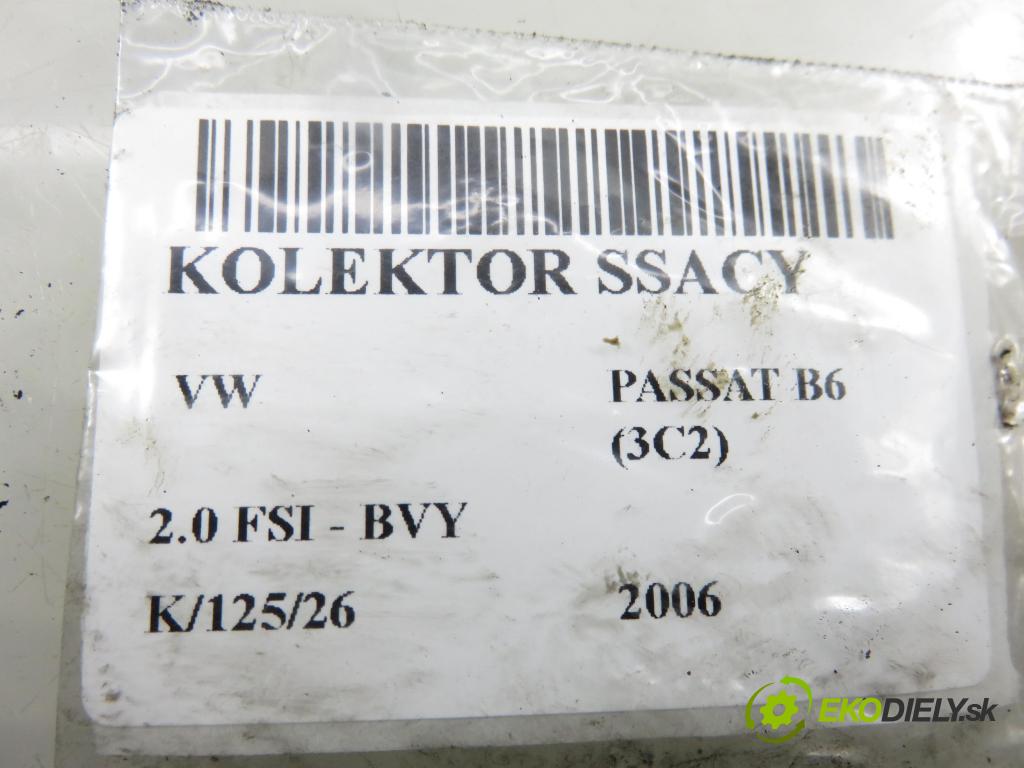 KOLEKTOR SSACY
VW
PASSAT B6
(3C2)
2.0 FSI - BVY
K/125/26
2006
EKODIELY.sk